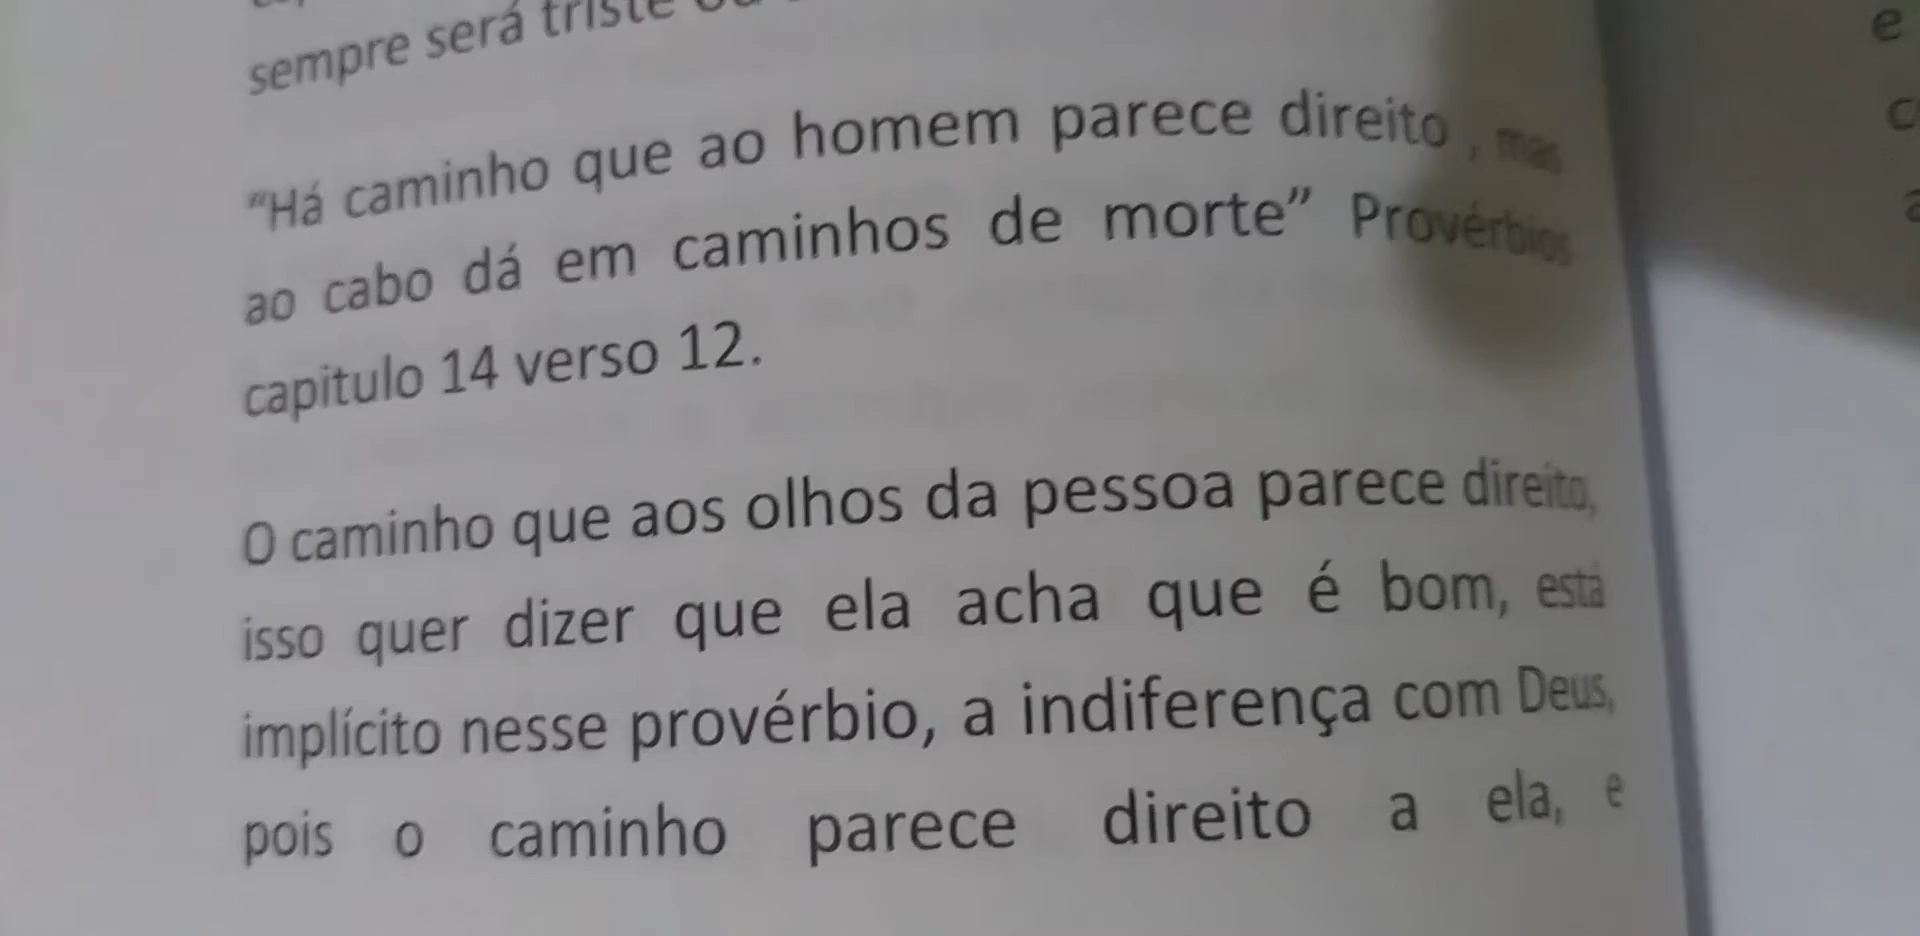 sempre será triste
“Há caminho que ao homem parece direito , mas
ao cabo dá em caminhos de morte” Provérbios
capitulo 14 verso 12.
O caminho que aos olhos da pessoa parece direito,
isso quer dizer que ela acha que é bom, está
implícito nesse provérbio, a indiferença com Deus,
pois o caminho parece direito a ela, e